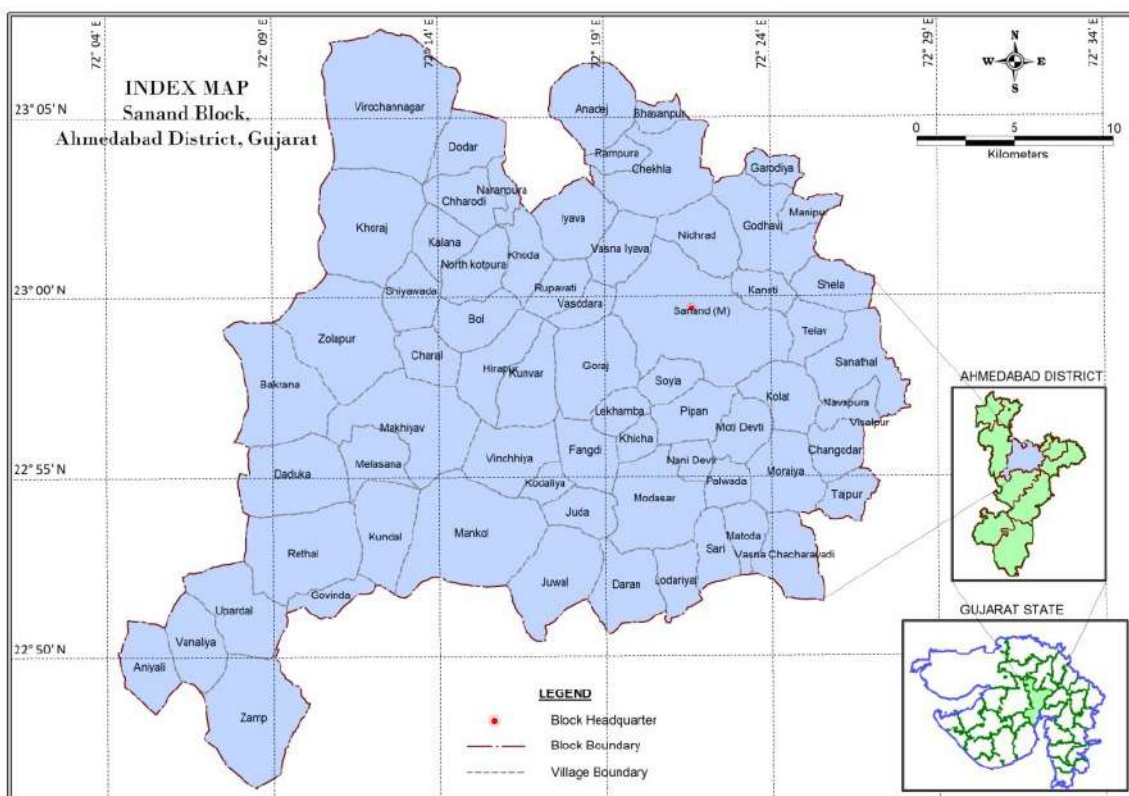 72° 04' E
72° 09' E
72° 14' E
72° 19' E
72° 24' E
72° 29' E
72° 34' E
INDEX MAP
Sanand Block,
Ahmedabad District, Gujarat
N
W E
S
0 5 10
Kilometers
23° 05' N
23° 00' N
22° 55' N
22° 50' N
Virochannagar
Anadej
Bhasanpur
Dodar
Rampura
Chekhla
Garodiya
Naranpura
Chharodi
Manipur
Khoraj
Iyava
Godhavi
Nidhrad
Kalana
Vasna Iyava
Khoda
North kotpura
Shela
Shiyawada
Rupavati
Kaneti
Vasodara
Sanand (M)
Bol
Telav
Zolapur
Charal
Sanathal
Hirapur
Kunvar
Goraj
Bakrana
Soyla
Kolat
Navapura
Lekhamba
Pipan
Visalpur
Makhiyav
Moti Devti
Khicha
Fangdi
Changodar
Melasana
Vinchhiya
Nani Devti
Daduka
Moraiya
Kodaliya
Palwada
Modasar
Tajpur
Juda
Kundal
Mankol
Matoda
Rethal
Sari
Vasna Chacharavadi
Juwal
Daran
Lodariyal
Govinda
Upardal
Vanaliya
Aniyali
Zamp
AHMEDABAD DISTRICT
GUJARAT STATE
LEGEND
Block Headquarter
Block Boundary
Village Boundary